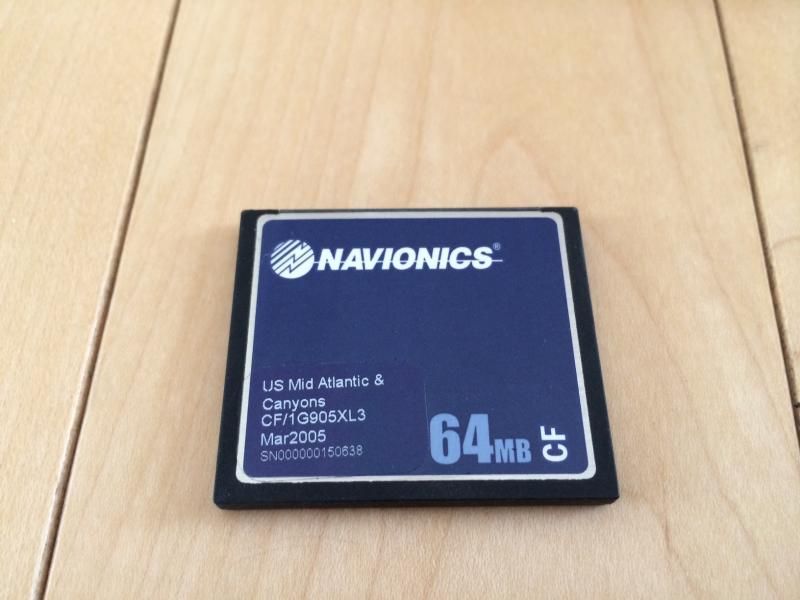 NAVIONICS®
US Mid Atlantic &
Canyons
CF/1G905XL3
Mar2005
SN000000150638
64MB
CF